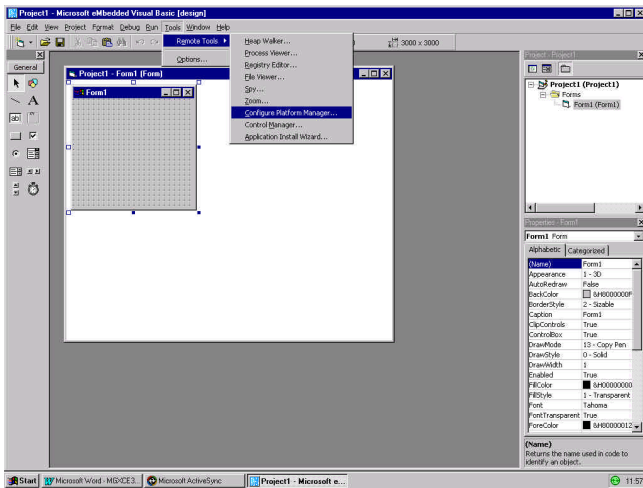 Project1 - Microsoft eMbedded Visual Basic [design]
File Edit View Project Format Debug Run Tools Window Help
3000 x 3000
Remote Tools
Options...
Heap Walker...
Process Viewer...
Registry Editor...
File Viewer...
Spy...
Zoom...
Configure Platform Manager...
Control Manager...
Application Install Wizard...
General
A
ab|
Project1 - Form1 (Form)
Form1
Project - Project1
Project1 (Project1)
Forms
Form1 (Form1)
Properties - Form1
Form1 Form
Alphabetic Categorized
(Name) Form1
Appearance 1 - 3D
AutoRedraw False
BackColor &H8000000F
BorderStyle 2 - Sizable
Caption Form1
ClipControls True
ControlBox True
DrawMode 13 - Copy Pen
DrawStyle 0 - Solid
DrawWidth 1
Enabled True
FillColor &H00000000
FillStyle 1 - Transparent
Font Tahoma
FontTransparent True
ForeColor &H80000012
(Name)
Returns the name used in code to
identify an object.
Start Microsoft Word - MGXCE3... Microsoft ActiveSync Project1 - Microsoft e... 11:57